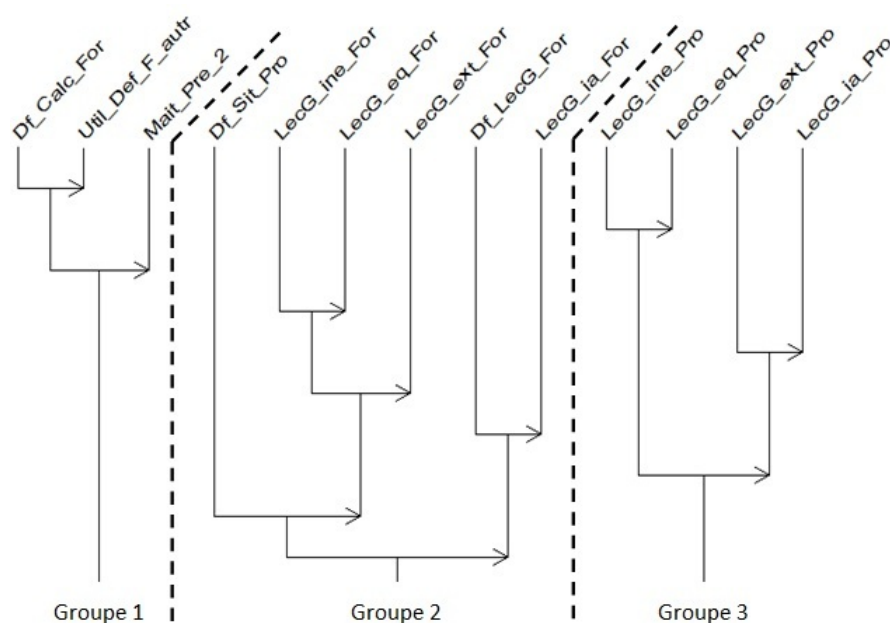 Df_Calc_For
Util_Def_F_autr
Mait_Pre_2
Df_Sit_Pro
LecG_ine_For
LecG_eq_For
LecG_ext_For
Df_LecG_For
LecG_ia_For
LecG_ine_Pro
LecG_eq_Pro
LecG_ext_Pro
LecG_ia_Pro
Groupe 1
Groupe 2
Groupe 3